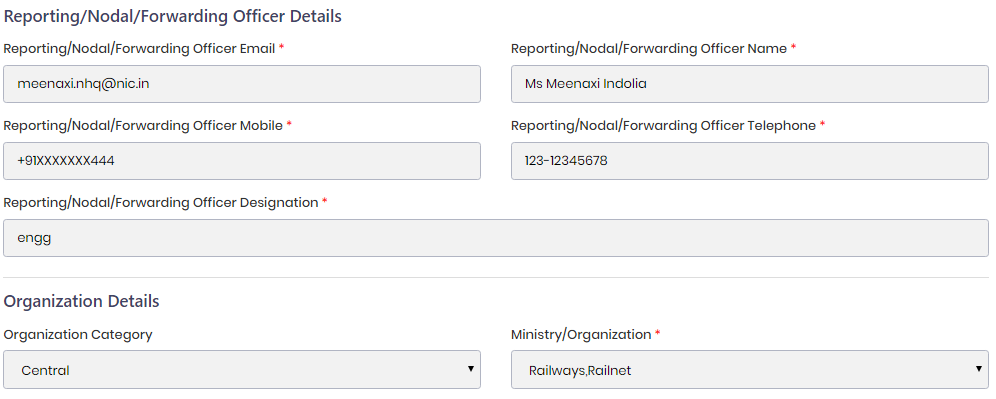 Reporting/Nodal/Forwarding Officer Details
Reporting/Nodal/Forwarding Officer Email * Reporting/Nodal/Forwarding Officer Name *
meenaxi.nhq@nic.in Ms Meenaxi Indolia
Reporting/Nodal/Forwarding Officer Mobile * Reporting/Nodal/Forwarding Officer Telephone *
+91XXXXXXX444 123-12345678
Reporting/Nodal/Forwarding Officer Designation *
engg
Organization Details
Organization Category Ministry/Organization *
Central Railways,Railnet